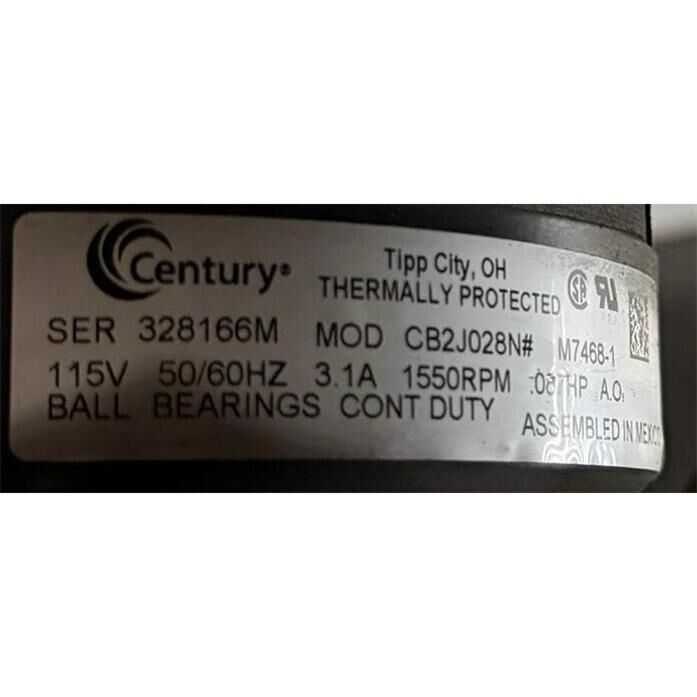 Century®
Tipp City, OH
THERMALLY PROTECTED
SER 328166M MOD CB2J028N# M7468-1
115V 50/60HZ 3.1A 1550RPM .087HP A.O.
BALL BEARINGS CONT DUTY
ASSEMBLED IN MEXICO